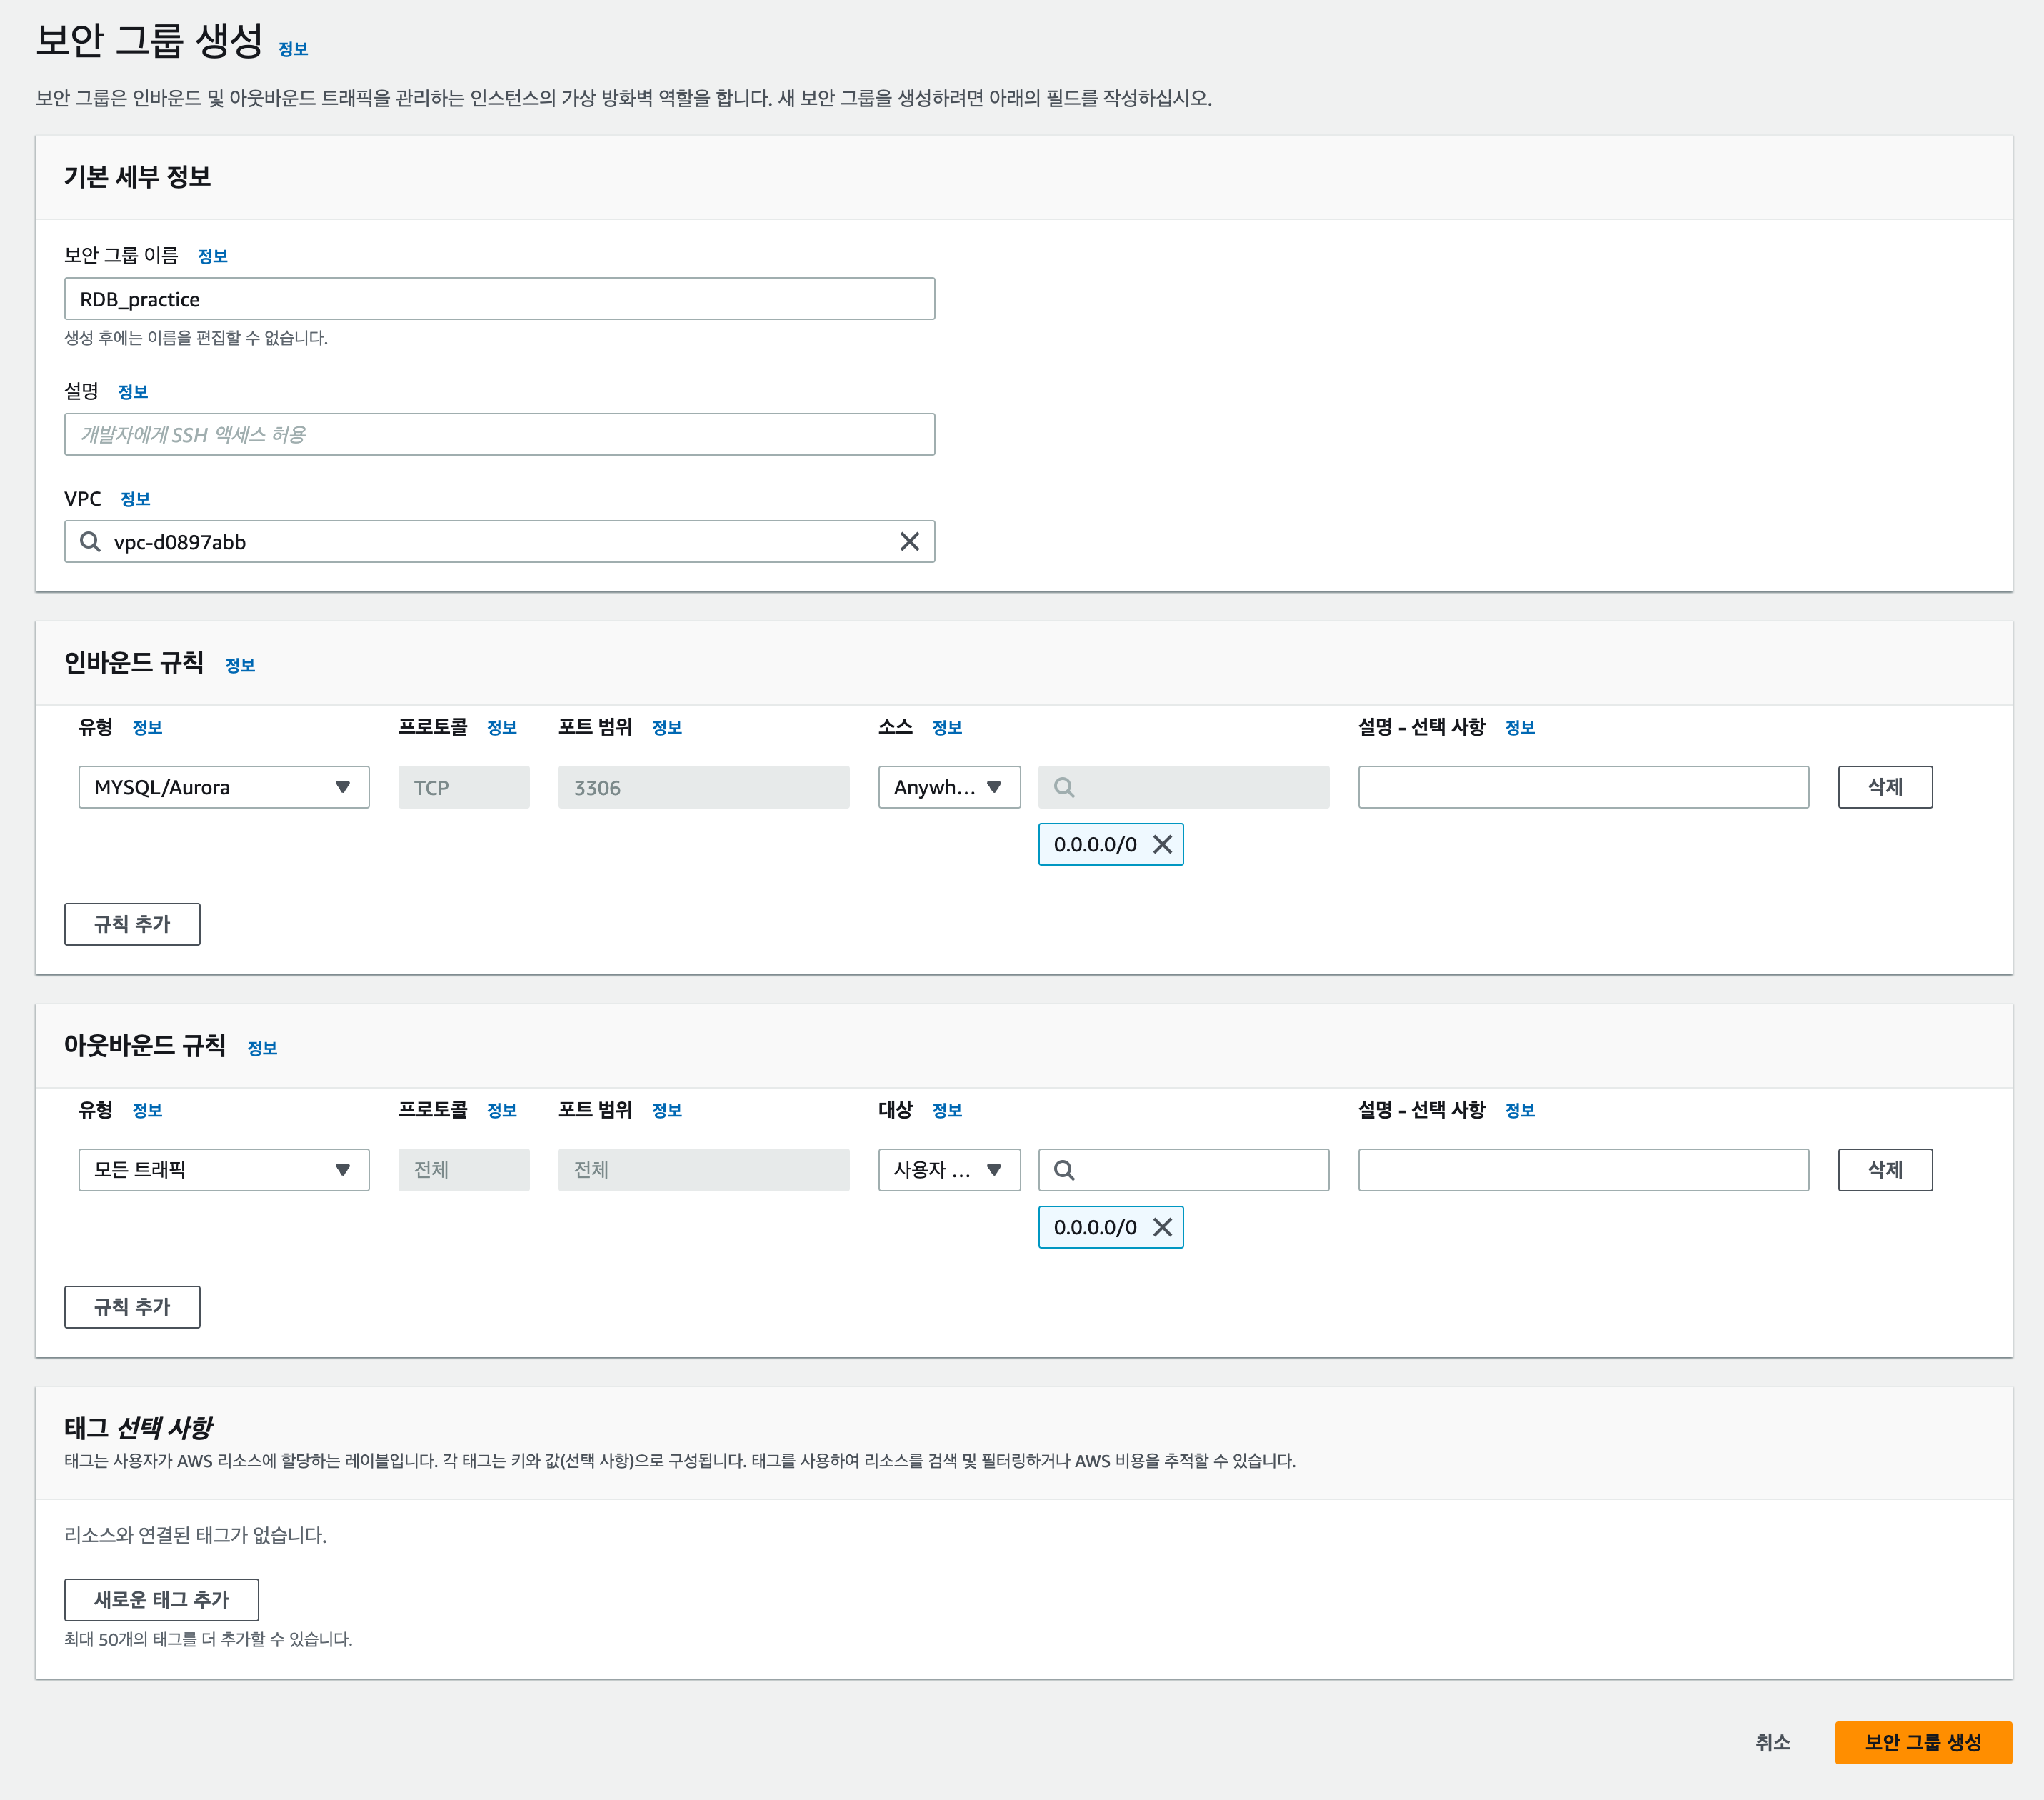 보안 그룹 생성 정보
보안 그룹은 인바운드 및 아웃바운드 트래픽을 관리하는 인스턴스의 가상 방화벽 역할을 합니다. 새 보안 그룹을 생성하려면 아래의 필드를 작성하십시오.
기본 세부 정보
보안 그룹 이름 정보
RDB_practice
생성 후에는 이름을 편집할 수 없습니다.
설명 정보
개발자에게 SSH 액세스 허용
VPC 정보
vpc-d0897abb
인바운드 규칙 정보
유형 정보 프로토콜 정보 포트 범위 정보 소스 정보 설명 - 선택 사항 정보
MYSQL/Aurora TCP 3306 Anywh... 삭제
0.0.0.0/0
규칙 추가
아웃바운드 규칙 정보
유형 정보 프로토콜 정보 포트 범위 정보 대상 정보 설명 - 선택 사항 정보
모든 트래픽 전체 전체 사용자 ... 삭제
0.0.0.0/0
규칙 추가
태그 선택 사항
태그는 사용자가 AWS 리소스에 할당하는 레이블입니다. 각 태그는 키와 값(선택 사항)으로 구성됩니다. 태그를 사용하여 리소스를 검색 및 필터링하거나 AWS 비용을 추적할 수 있습니다.
리소스와 연결된 태그가 없습니다.
새로운 태그 추가
최대 50개의 태그를 더 추가할 수 있습니다.
취소 보안 그룹 생성